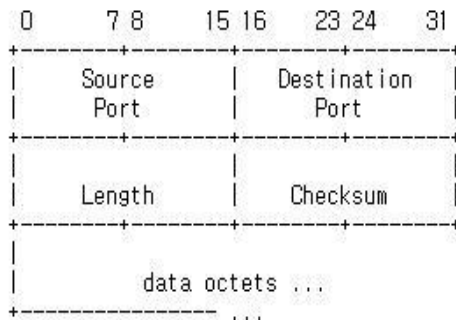 0 7 8 15 16 23 24 31
Source Destination
Port Port
Length Checksum
data octets ...
...